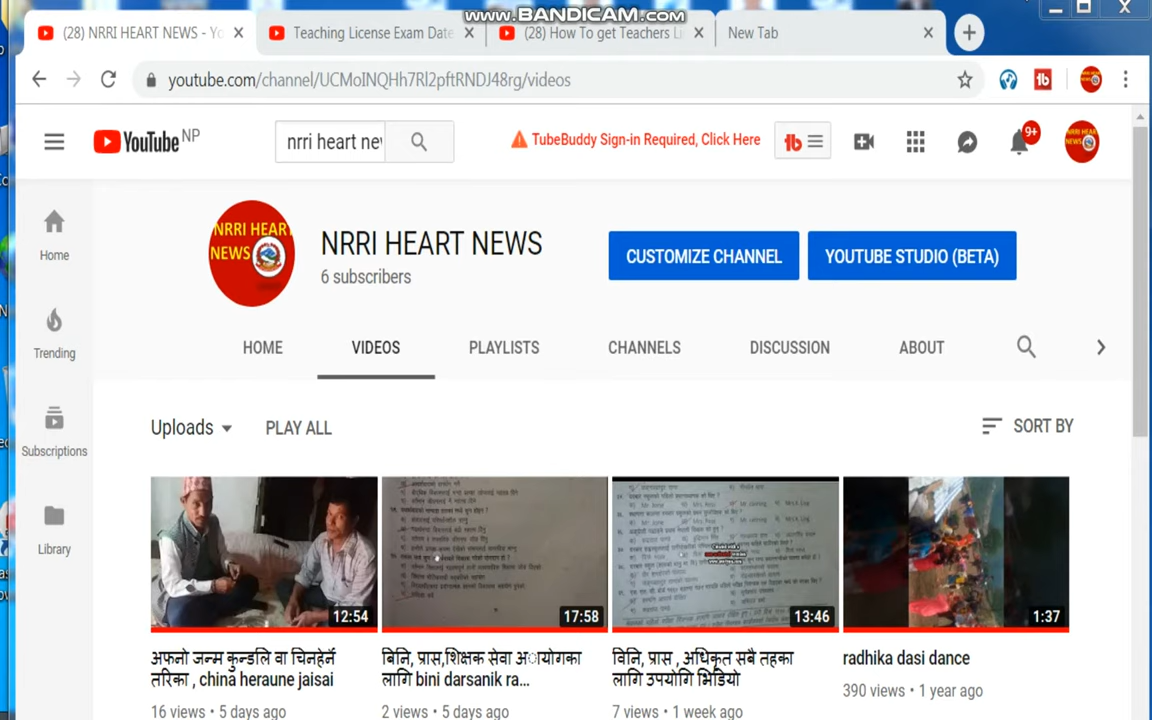 www.BANDICAM.com
(28) NRRI HEART NEWS - Yo
Teaching License Exam Date
(28) How To get Teachers Li
New Tab
youtube.com/channel/UCMoINQHh7Rl2pftRNDJ48rg/videos
YouTube NP
nrri heart nev
TubeBuddy Sign-in Required, Click Here
tb
9+
NRRI HEART
NEWS
NRRI HEART NEWS
6 subscribers
CUSTOMIZE CHANNEL
YOUTUBE STUDIO (BETA)
Home
Trending
Subscriptions
Library
HOME
VIDEOS
PLAYLISTS
CHANNELS
DISCUSSION
ABOUT
Uploads
PLAY ALL
SORT BY
12:54
17:58
13:46
1:37
अफनो जन्म कुन्डलि वा चिनहेर्ने
तरिका , china heraune jaisai
16 views • 5 days ago
बिनि, प्रास,शिक्षक सेवा अायोगका
लागि bini darsanik ra...
2 views • 5 days ago
विनि, प्रास , अधिकृत सबै तहका
लागि उपयोगि भिडियो
7 views • 1 week ago
radhika dasi dance
390 views • 1 year ago